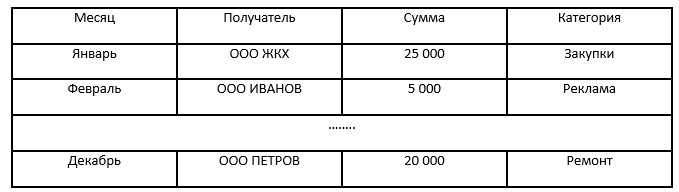 Месяц Получатель Сумма Категория
Январь ООО ЖКХ 25 000 Закупки
Февраль ООО ИВАНОВ 5 000 Реклама
........
Декабрь ООО ПЕТРОВ 20 000 Ремонт